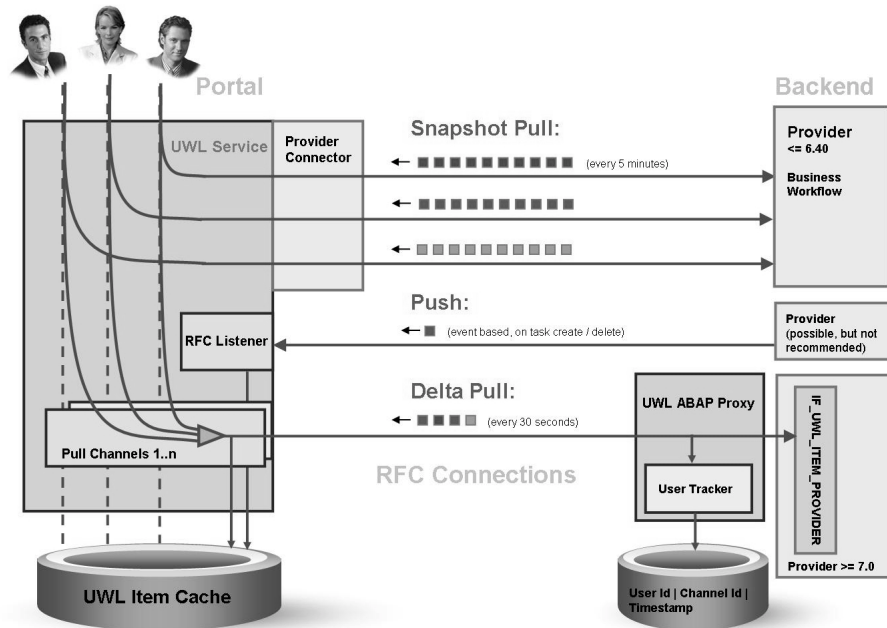 Portal
Backend
UWL Service
Provider
Connector
Snapshot Pull:
(every 5 minutes)
Provider
<= 6.40
Business
Workflow
Push:
(event based, on task create / delete)
RFC Listener
Provider
(possible, but not
recommended)
Delta Pull:
(every 30 seconds)
UWL ABAP Proxy
IF_UWL_ITEM_PROVIDER
Pull Channels 1..n
RFC Connections
User Tracker
Provider >= 7.0
UWL Item Cache
User Id | Channel Id |
Timestamp